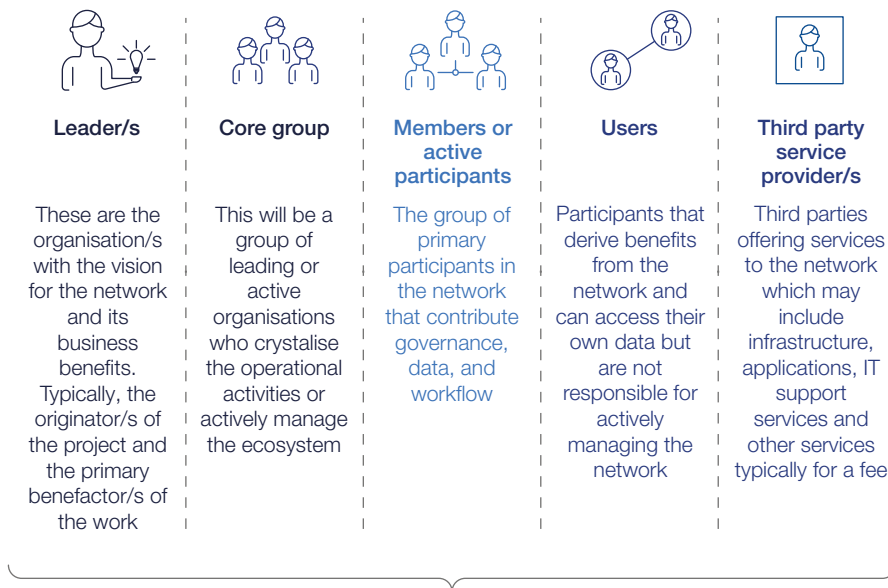 Leader/s
These are the
organisation/s
with the vision
for the network
and its
business
benefits.
Typically, the
originator/s of
the project and
the primary
benefactor/s of
the work
Core group
This will be a
group of
leading or
active
organisations
who crystalise
the operational
activities or
actively manage
the ecosystem
Members or
active
participants
The group of
primary
participants in
the network
that contribute
governance,
data, and
workflow
Users
Participants that
derive benefits
from the
network and
can access their
own data but
are not
responsible for
actively
managing the
network
Third party
service
provider/s
Third parties
offering services
to the network
which may
include
infrastructure,
applications, IT
support
services and
other services
typically for a fee